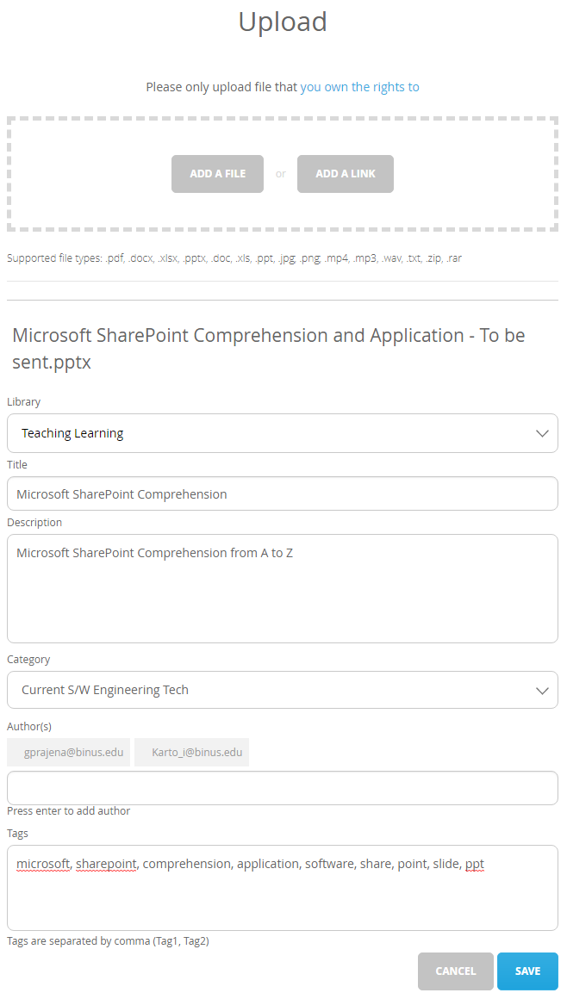 Upload
Please only upload file that you own the rights to
ADD A FILE or ADD A LINK
Supported file types: .pdf, .docx, .xlsx, .pptx, .doc, .xls, .ppt, .jpg, .png, .mp4, .mp3, .wav, .txt, .zip, .rar
Microsoft SharePoint Comprehension and Application - To be
sent.pptx
Library
Teaching Learning
Title
Microsoft SharePoint Comprehension
Description
Microsoft SharePoint Comprehension from A to Z
Category
Current S/W Engineering Tech
Author(s)
gprajena@binus.edu Karto_i@binus.edu
Press enter to add author
Tags
microsoft, sharepoint, comprehension, application, software, share, point, slide, ppt
Tags are separated by comma (Tag1, Tag2)
CANCEL SAVE